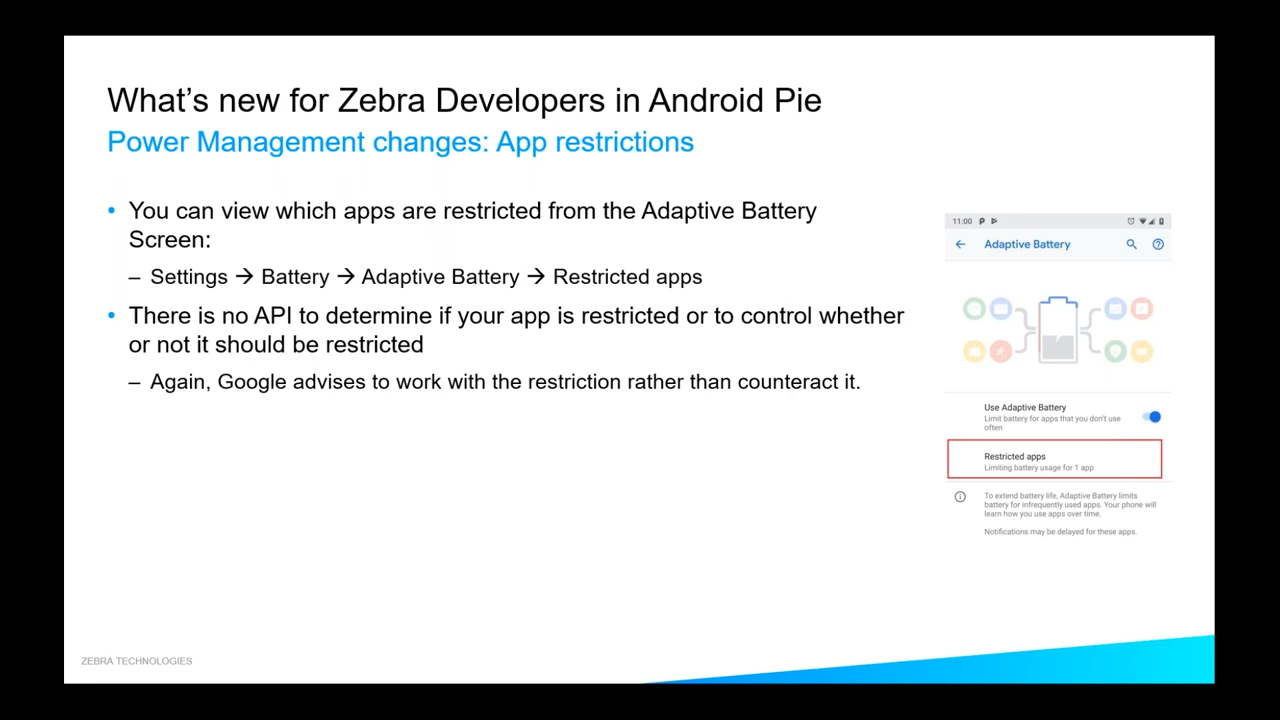 What's new for Zebra Developers in Android Pie
Power Management changes: App restrictions
• You can view which apps are restricted from the Adaptive Battery
Screen:
– Settings → Battery → Adaptive Battery → Restricted apps
• There is no API to determine if your app is restricted or to control whether
or not it should be restricted
– Again, Google advises to work with the restriction rather than counteract it.
11:00
Adaptive Battery
Use Adaptive Battery
Limit battery for apps that you don't use
often
Restricted apps
Limiting battery usage for 1 app
To extend battery life, Adaptive Battery limits
battery for infrequently used apps. Your phone will
learn how you use apps over time.
Notifications may be delayed for these apps.
ZEBRA TECHNOLOGIES